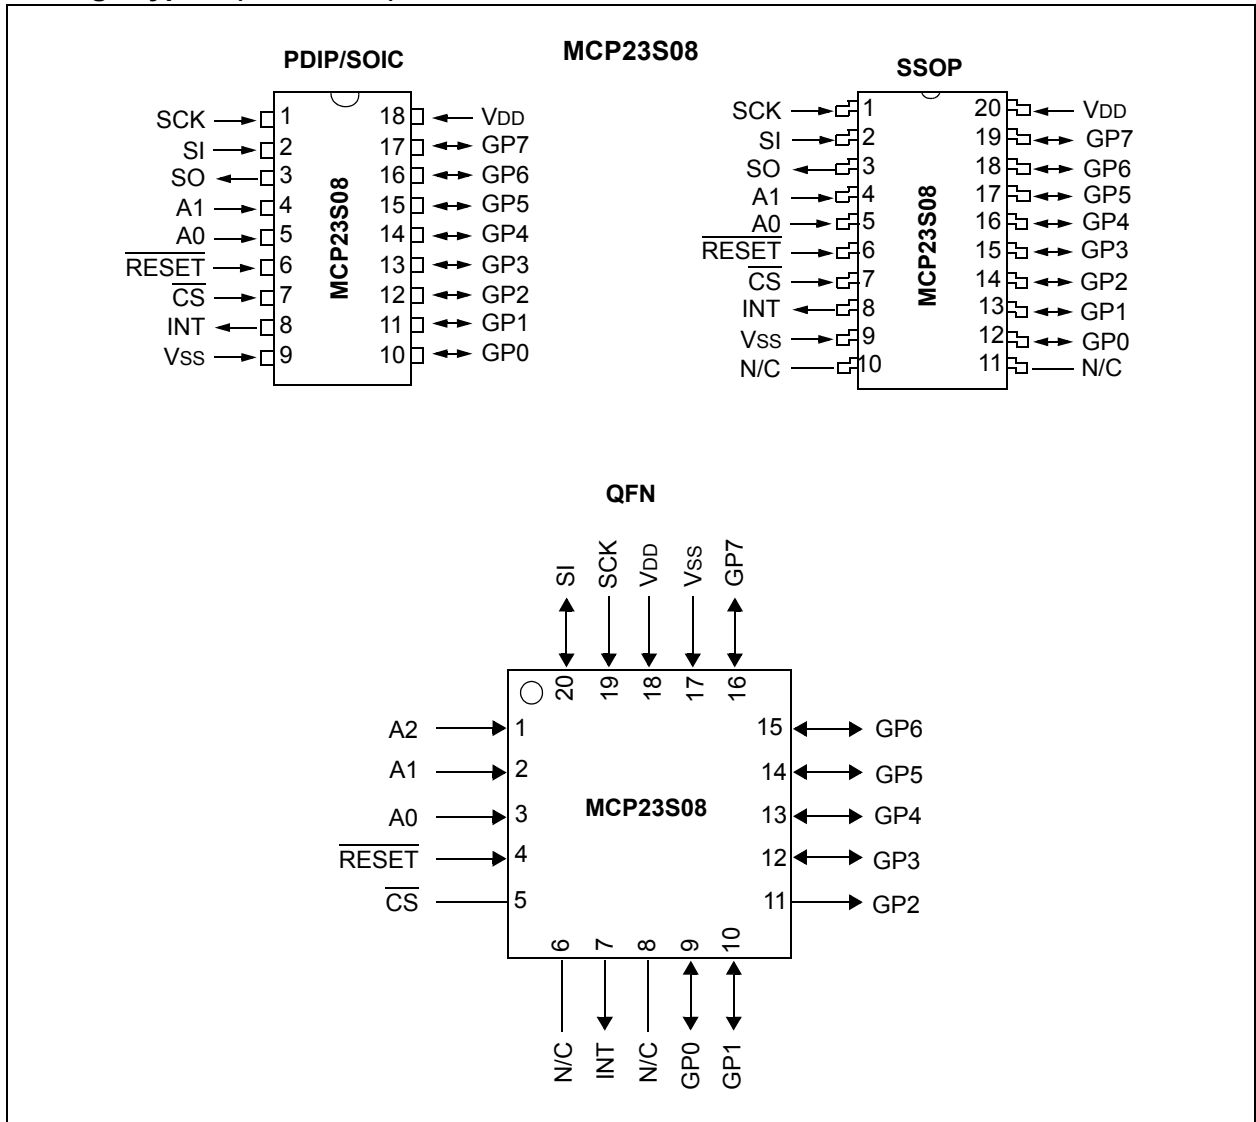 MCP23S08
PDIP/SOIC
SCK 1 18 VDD
SI 2 17 GP7
SO 3 16 GP6
A1 4 15 GP5
A0 5 14 GP4
RESET 6 13 GP3
CS 7 12 GP2
INT 8 11 GP1
VSS 9 10 GP0
MCP23S08
SSOP
SCK 1 20 VDD
SI 2 19 GP7
SO 3 18 GP6
A1 4 17 GP5
A0 5 16 GP4
RESET 6 15 GP3
CS 7 14 GP2
INT 8 13 GP1
VSS 9 12 GP0
N/C 10 11 N/C
MCP23S08
QFN
SI SCK VDD VSS GP7
20 19 18 17 16
A2 1 15 GP6
A1 2 14 GP5
A0 3 MCP23S08 13 GP4
RESET 4 12 GP3
CS 5 11 GP2
6 7 8 9 10
N/C INT N/C GP0 GP1